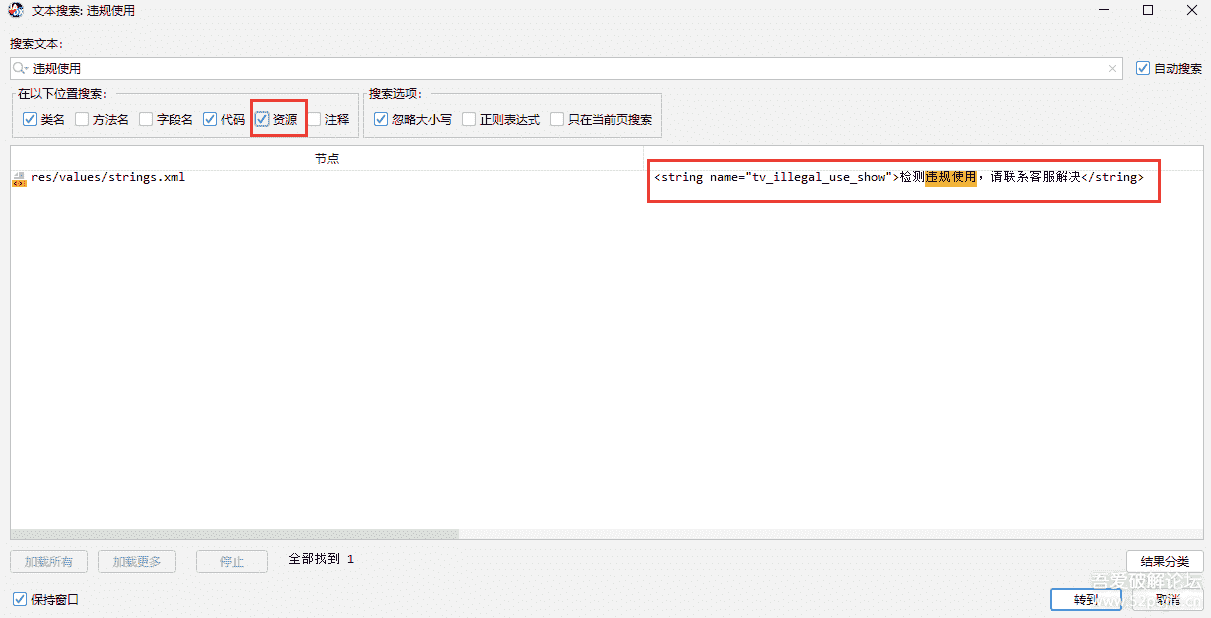 文本搜索: 违规使用
搜索文本:
违规使用
自动搜索
在以下位置搜索:
搜索选项:
类名 方法名 字段名 代码 资源 注释
忽略大小写 正则表达式 只在当前页搜索
节点
res/values/strings.xml <string name="tv_illegal_use_show">检测违规使用，请联系客服解决</string>
加载所有 加载更多 停止 全部找到 1 结果分类
吾爱破解论坛
保持窗口 转到 取消